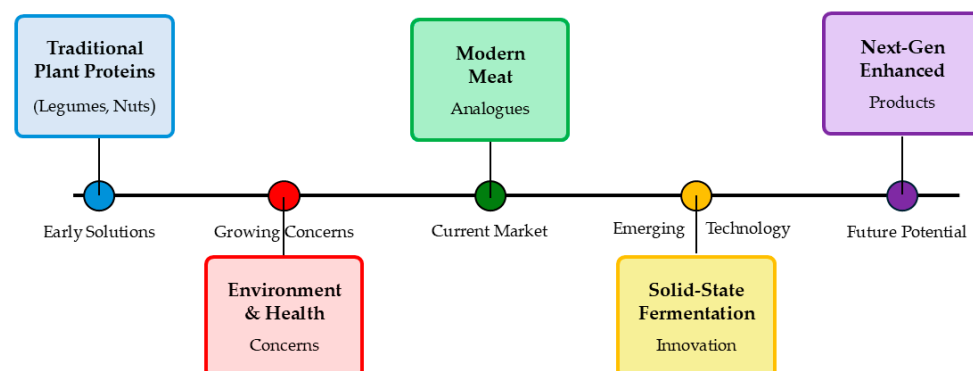 Traditional
Plant Proteins
(Legumes, Nuts)
Modern
Meat
Analogues
Next-Gen
Enhanced
Products
Early Solutions
Growing Concerns
Current Market
Emerging Technology
Future Potential
Environment
& Health
Concerns
Solid-State
Fermentation
Innovation